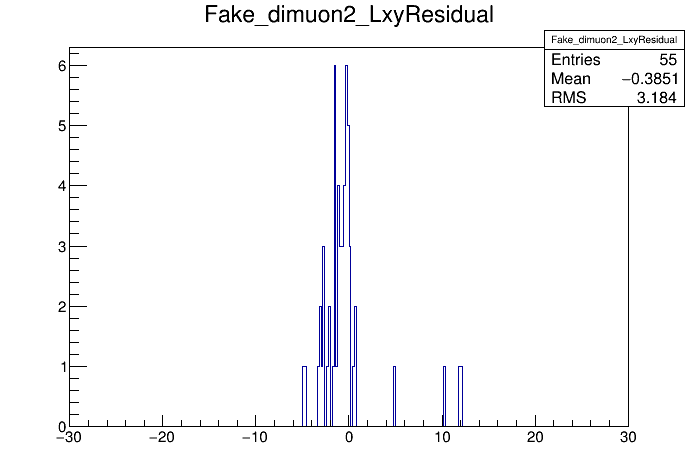 Fake_dimuon2_LxyResidual
Fake_dimuon2_LxyResidual
Entries 55
Mean −0.3851
RMS 3.184
6
5
4
3
2
1
0
−30 −20 −10 0 10 20 30